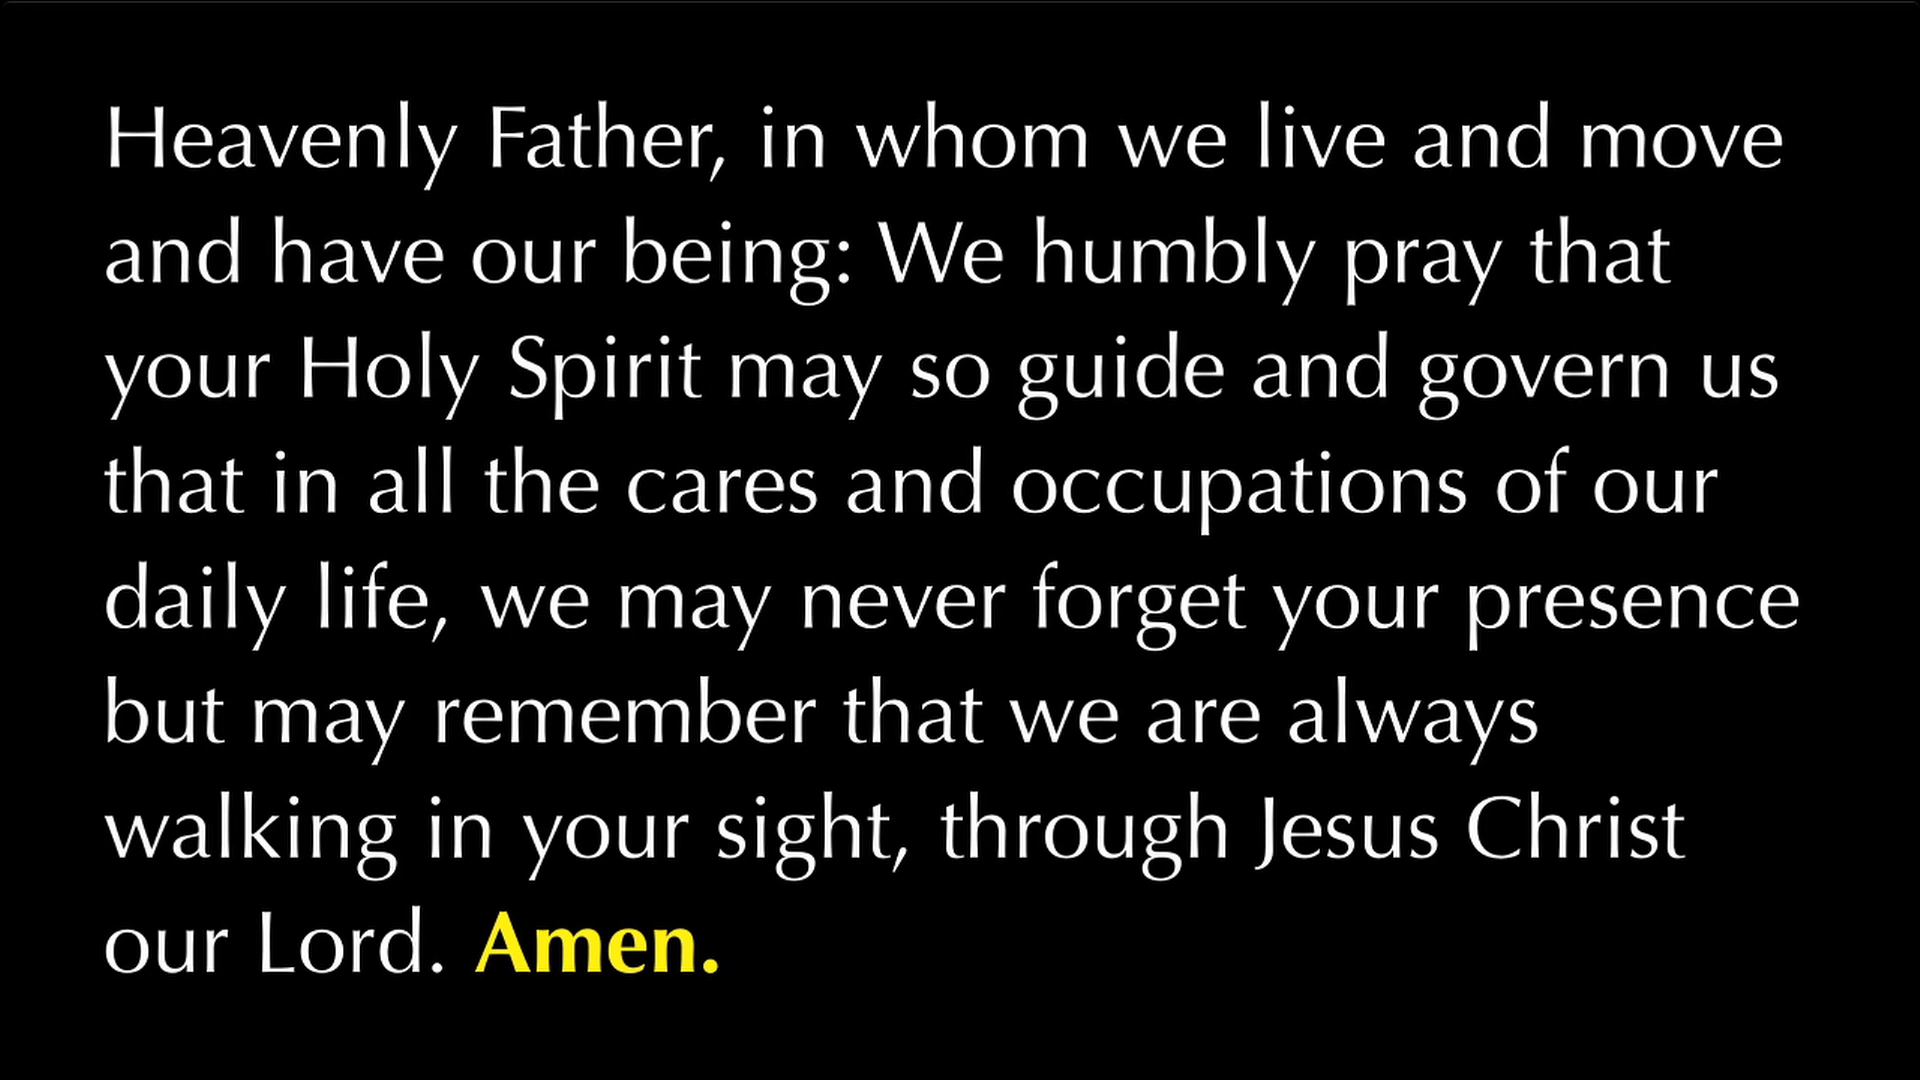 Heavenly Father, in whom we live and move
and have our being: We humbly pray that
your Holy Spirit may so guide and govern us
that in all the cares and occupations of our
daily life, we may never forget your presence
but may remember that we are always
walking in your sight, through Jesus Christ
our Lord. Amen.